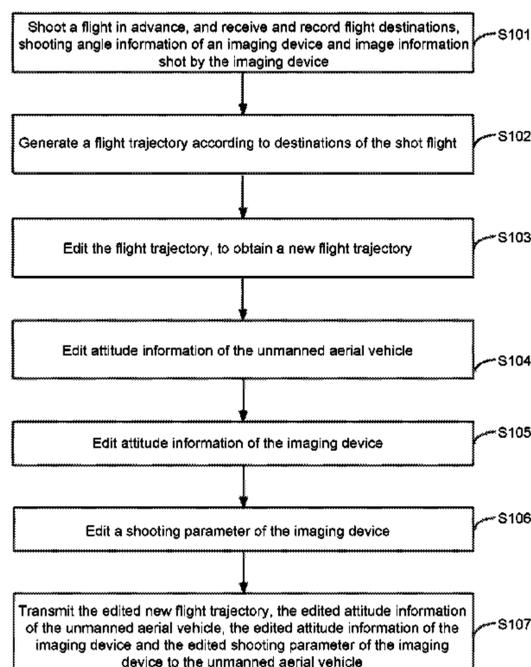 Shoot a flight in advance, and receive and record flight destinations,
shooting angle information of an imaging device and image information
shot by the imaging device
S101
Generate a flight trajectory according to destinations of the shot flight
S102
Edit the flight trajectory, to obtain a new flight trajectory
S103
Edit attitude information of the unmanned aerial vehicle
S104
Edit attitude information of the imaging device
S105
Edit a shooting parameter of the imaging device
S106
Transmit the edited new flight trajectory, the edited attitude information
of the unmanned aerial vehicle, the edited attitude information of the
imaging device and the edited shooting parameter of the imaging
device to the unmanned aerial vehicle
S107